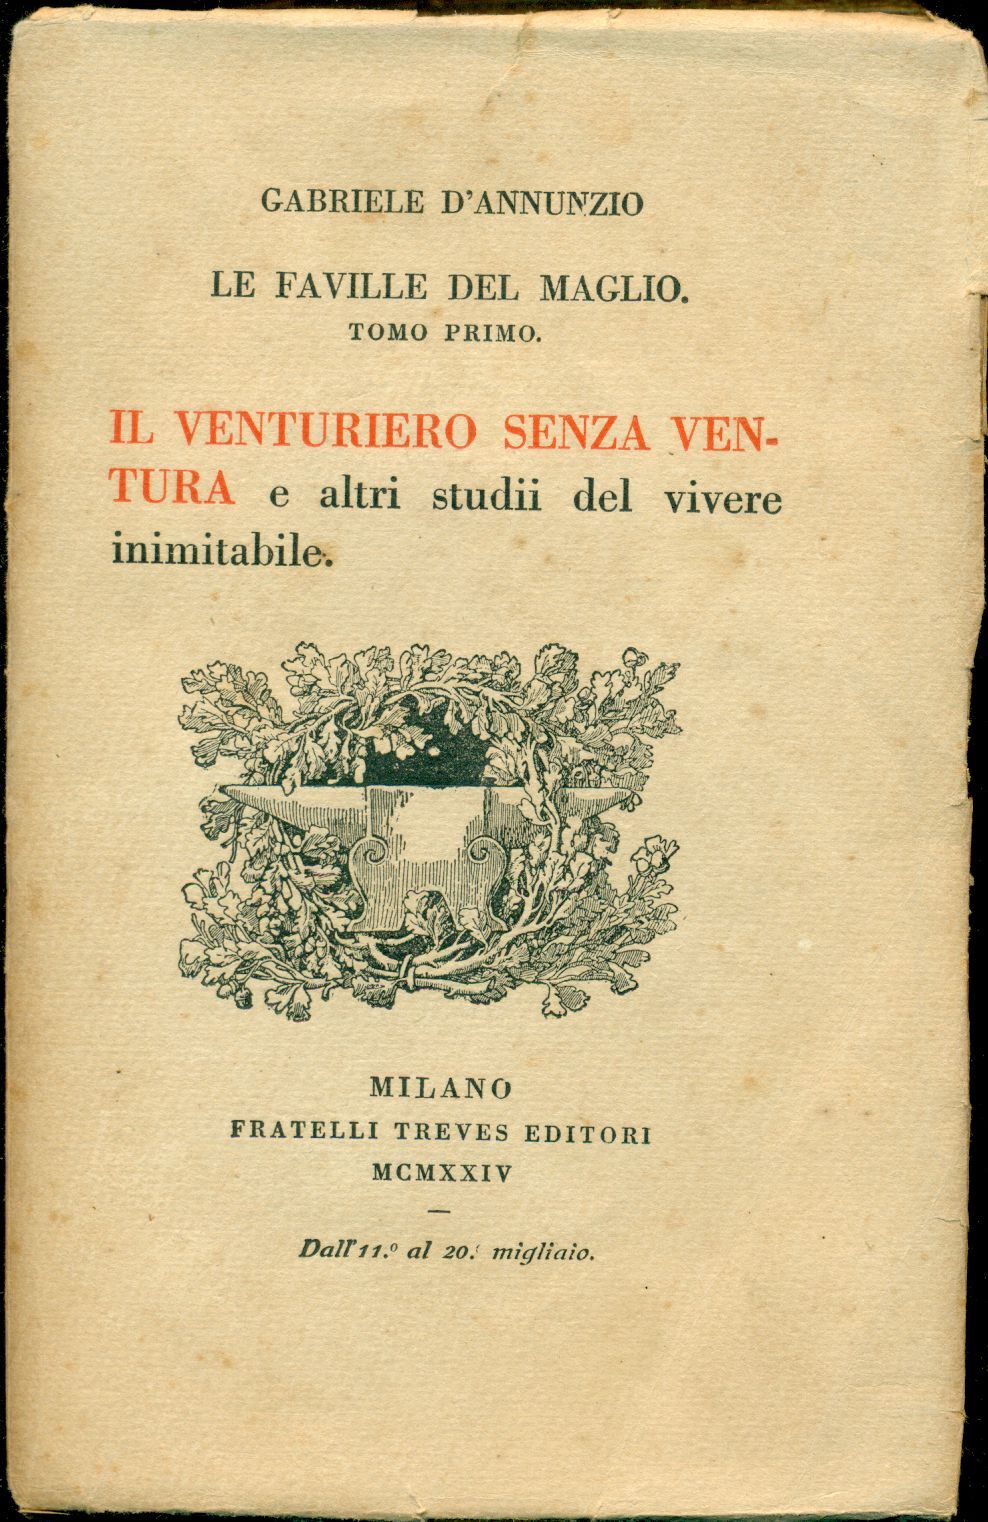 GABRIELE D'ANNUNZIO
LE FAVILLE DEL MAGLIO.
TOMO PRIMO.
IL VENTURIERO SENZA VEN-
TURA e altri studii del vivere
inimitabile.
MILANO
FRATELLI TREVES EDITORI
MCMXXIV
Dall'11.º al 20.º migliaio.